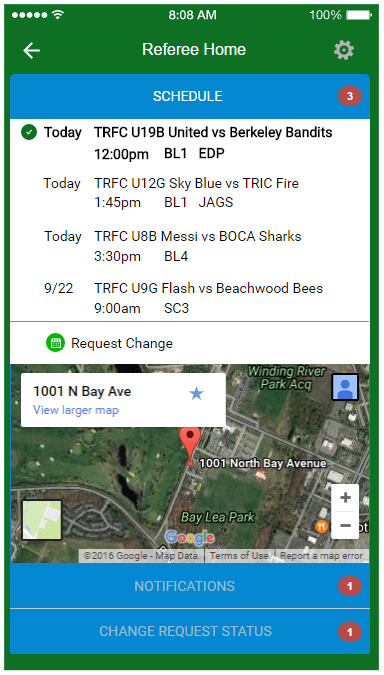 8:08 AM 100%
Referee Home
SCHEDULE 3
Today TRFC U19B United vs Berkeley Bandits
12:00pm BL1 EDP
Today TRFC U12G Sky Blue vs TRIC Fire
1:45pm BL1 JAGS
Today TRFC U8B Messi vs BOCA Sharks
3:30pm BL4
9/22 TRFC U9G Flash vs Beachwood Bees
9:00am SC3
Request Change
Winding River
Park Acq
1001 N Bay Ave
View larger map
1001 North Bay Avenue
Bay Lea Park
Google
©2016 Google - Map Data Terms of Use Report a map error
NOTIFICATIONS 1
CHANGE REQUEST STATUS 1